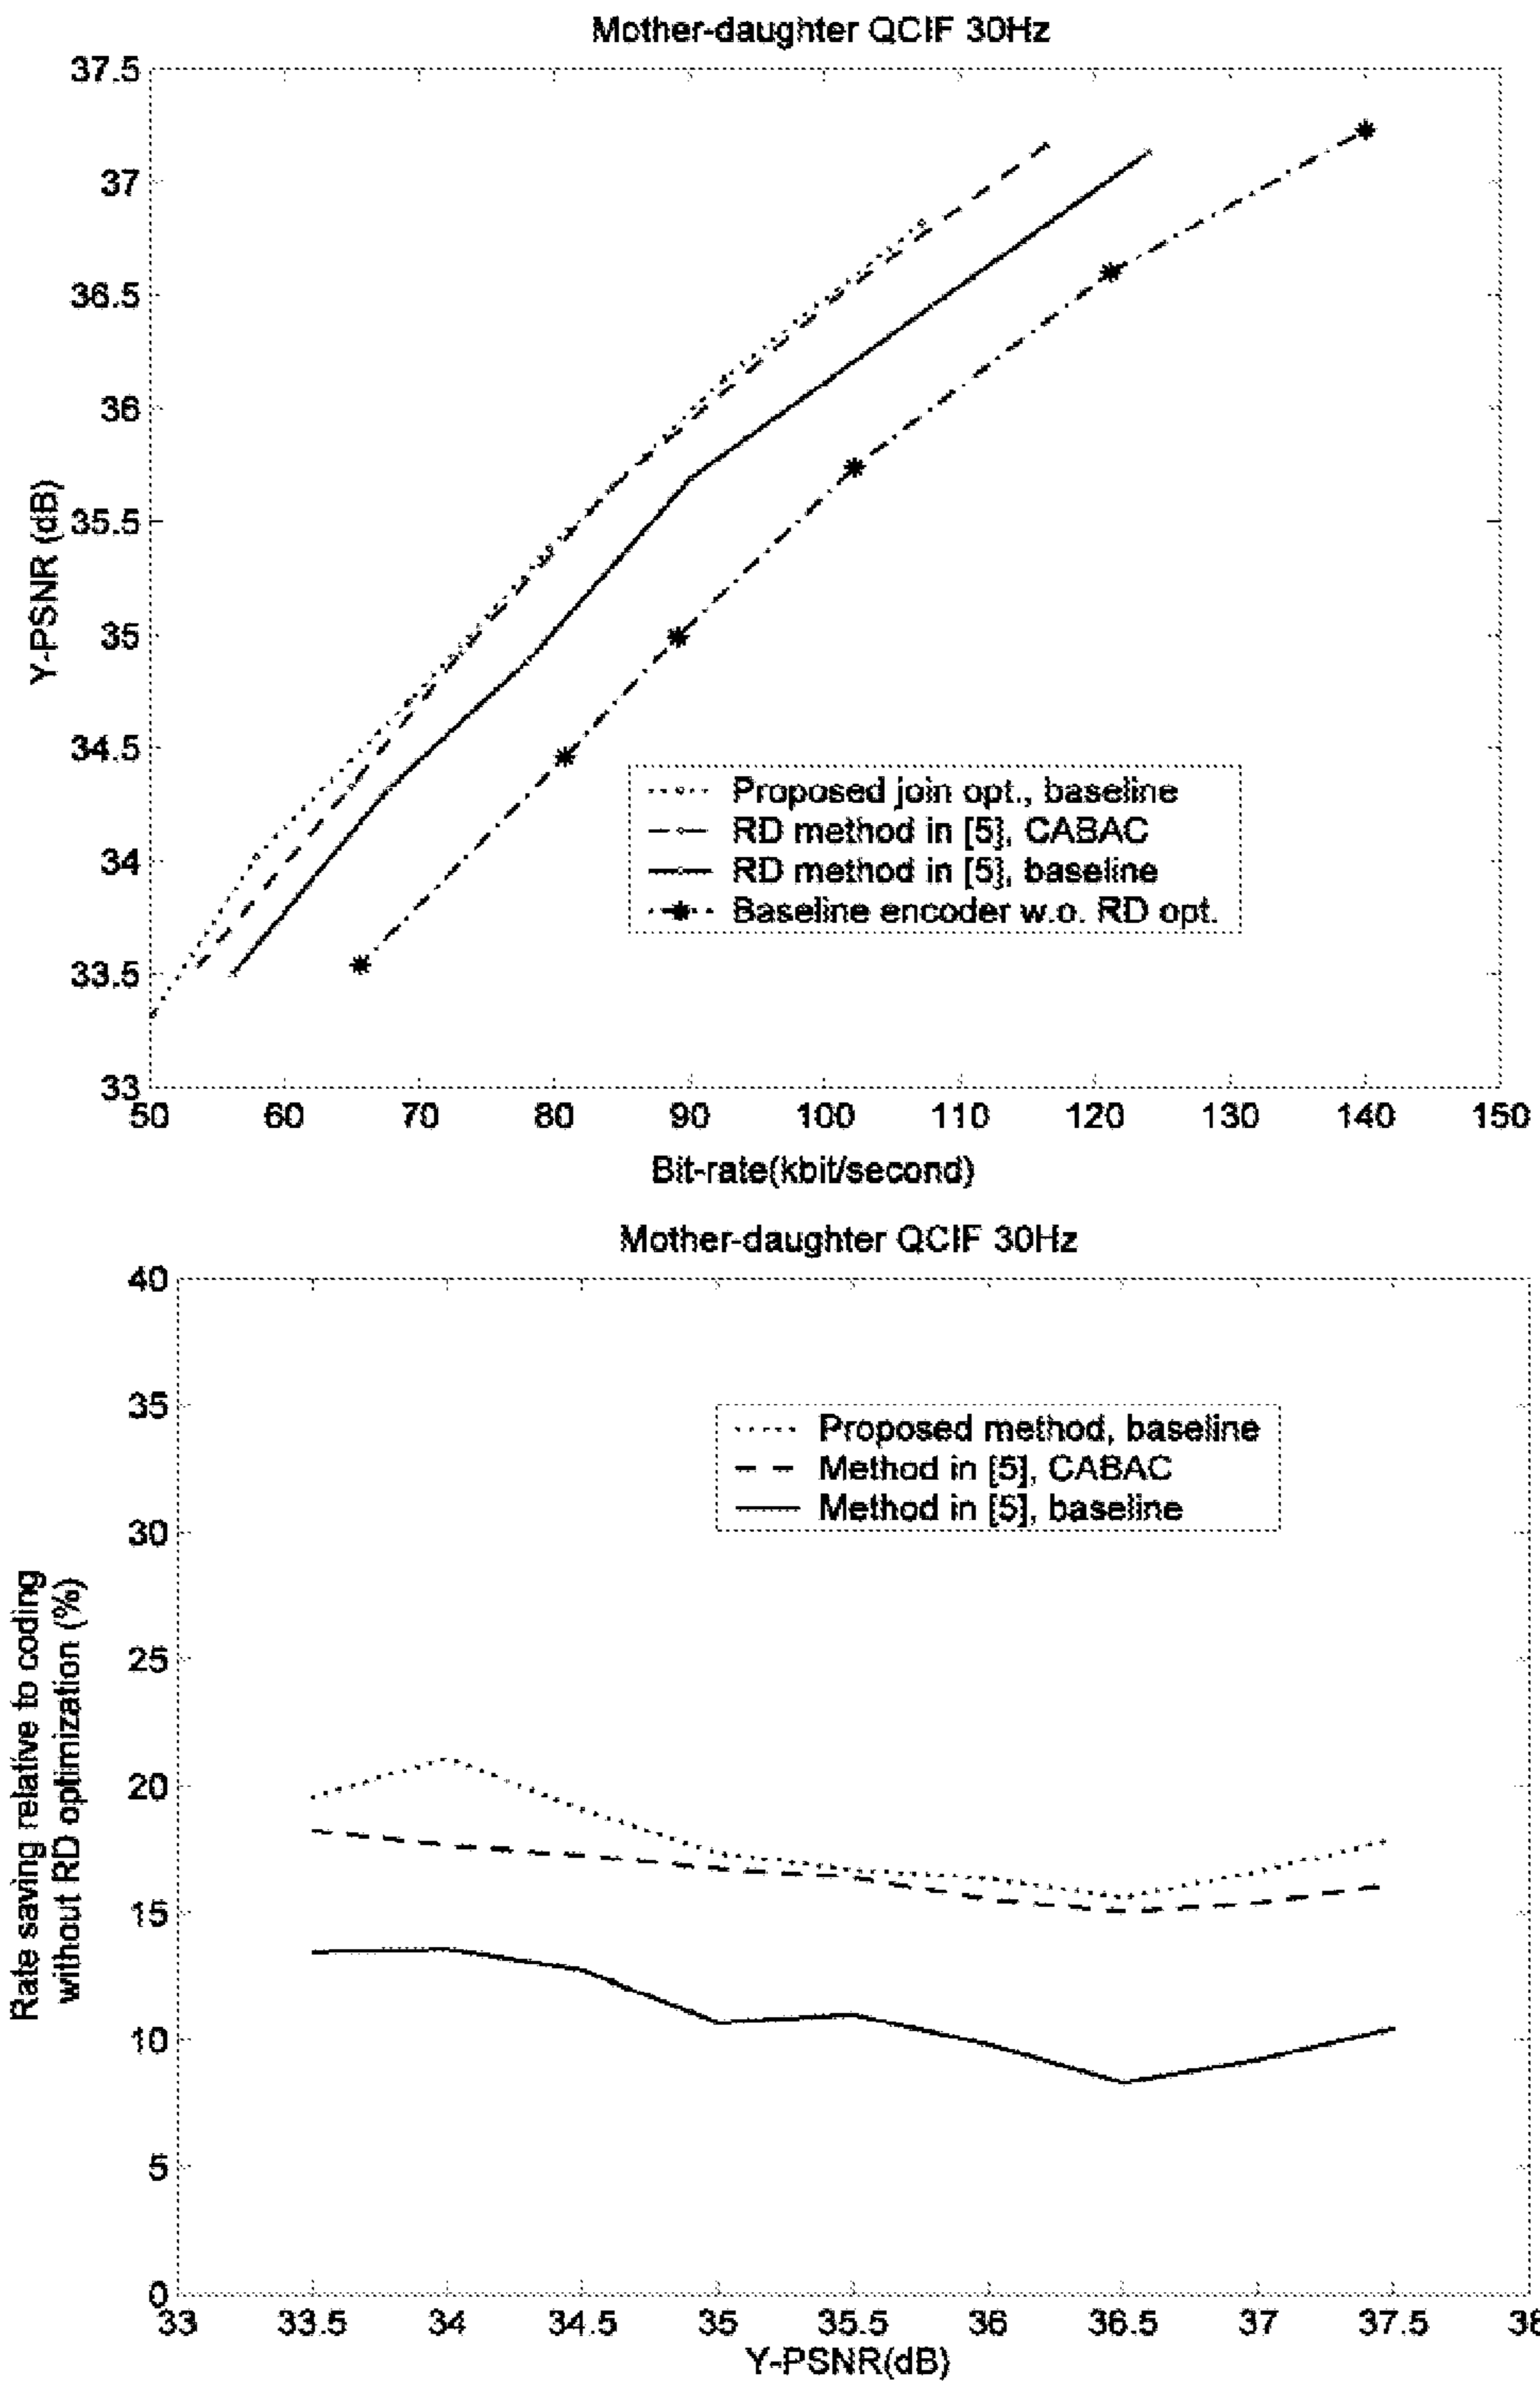 Mother-daughter QCIF 30Hz
37.5
37
36.5
36
35.5
35
34.5
34
33.5
33
Y-PSNR (dB)
Proposed join opt., baseline
RD method in [5], CABAC
RD method in [5], baseline
Baseline encoder w.o. RD opt.
50 60 70 80 90 100 110 120 130 140 150
Bit-rate(kbit/second)
Mother-daughter QCIF 30Hz
40
35
30
25
20
15
10
5
0
Rate saving relative to coding
without RD optimization (%)
Proposed method, baseline
Method in [5], CABAC
Method in [5], baseline
33 33.5 34 34.5 35 35.5 36 36.5 37 37.5
Y-PSNR(dB)